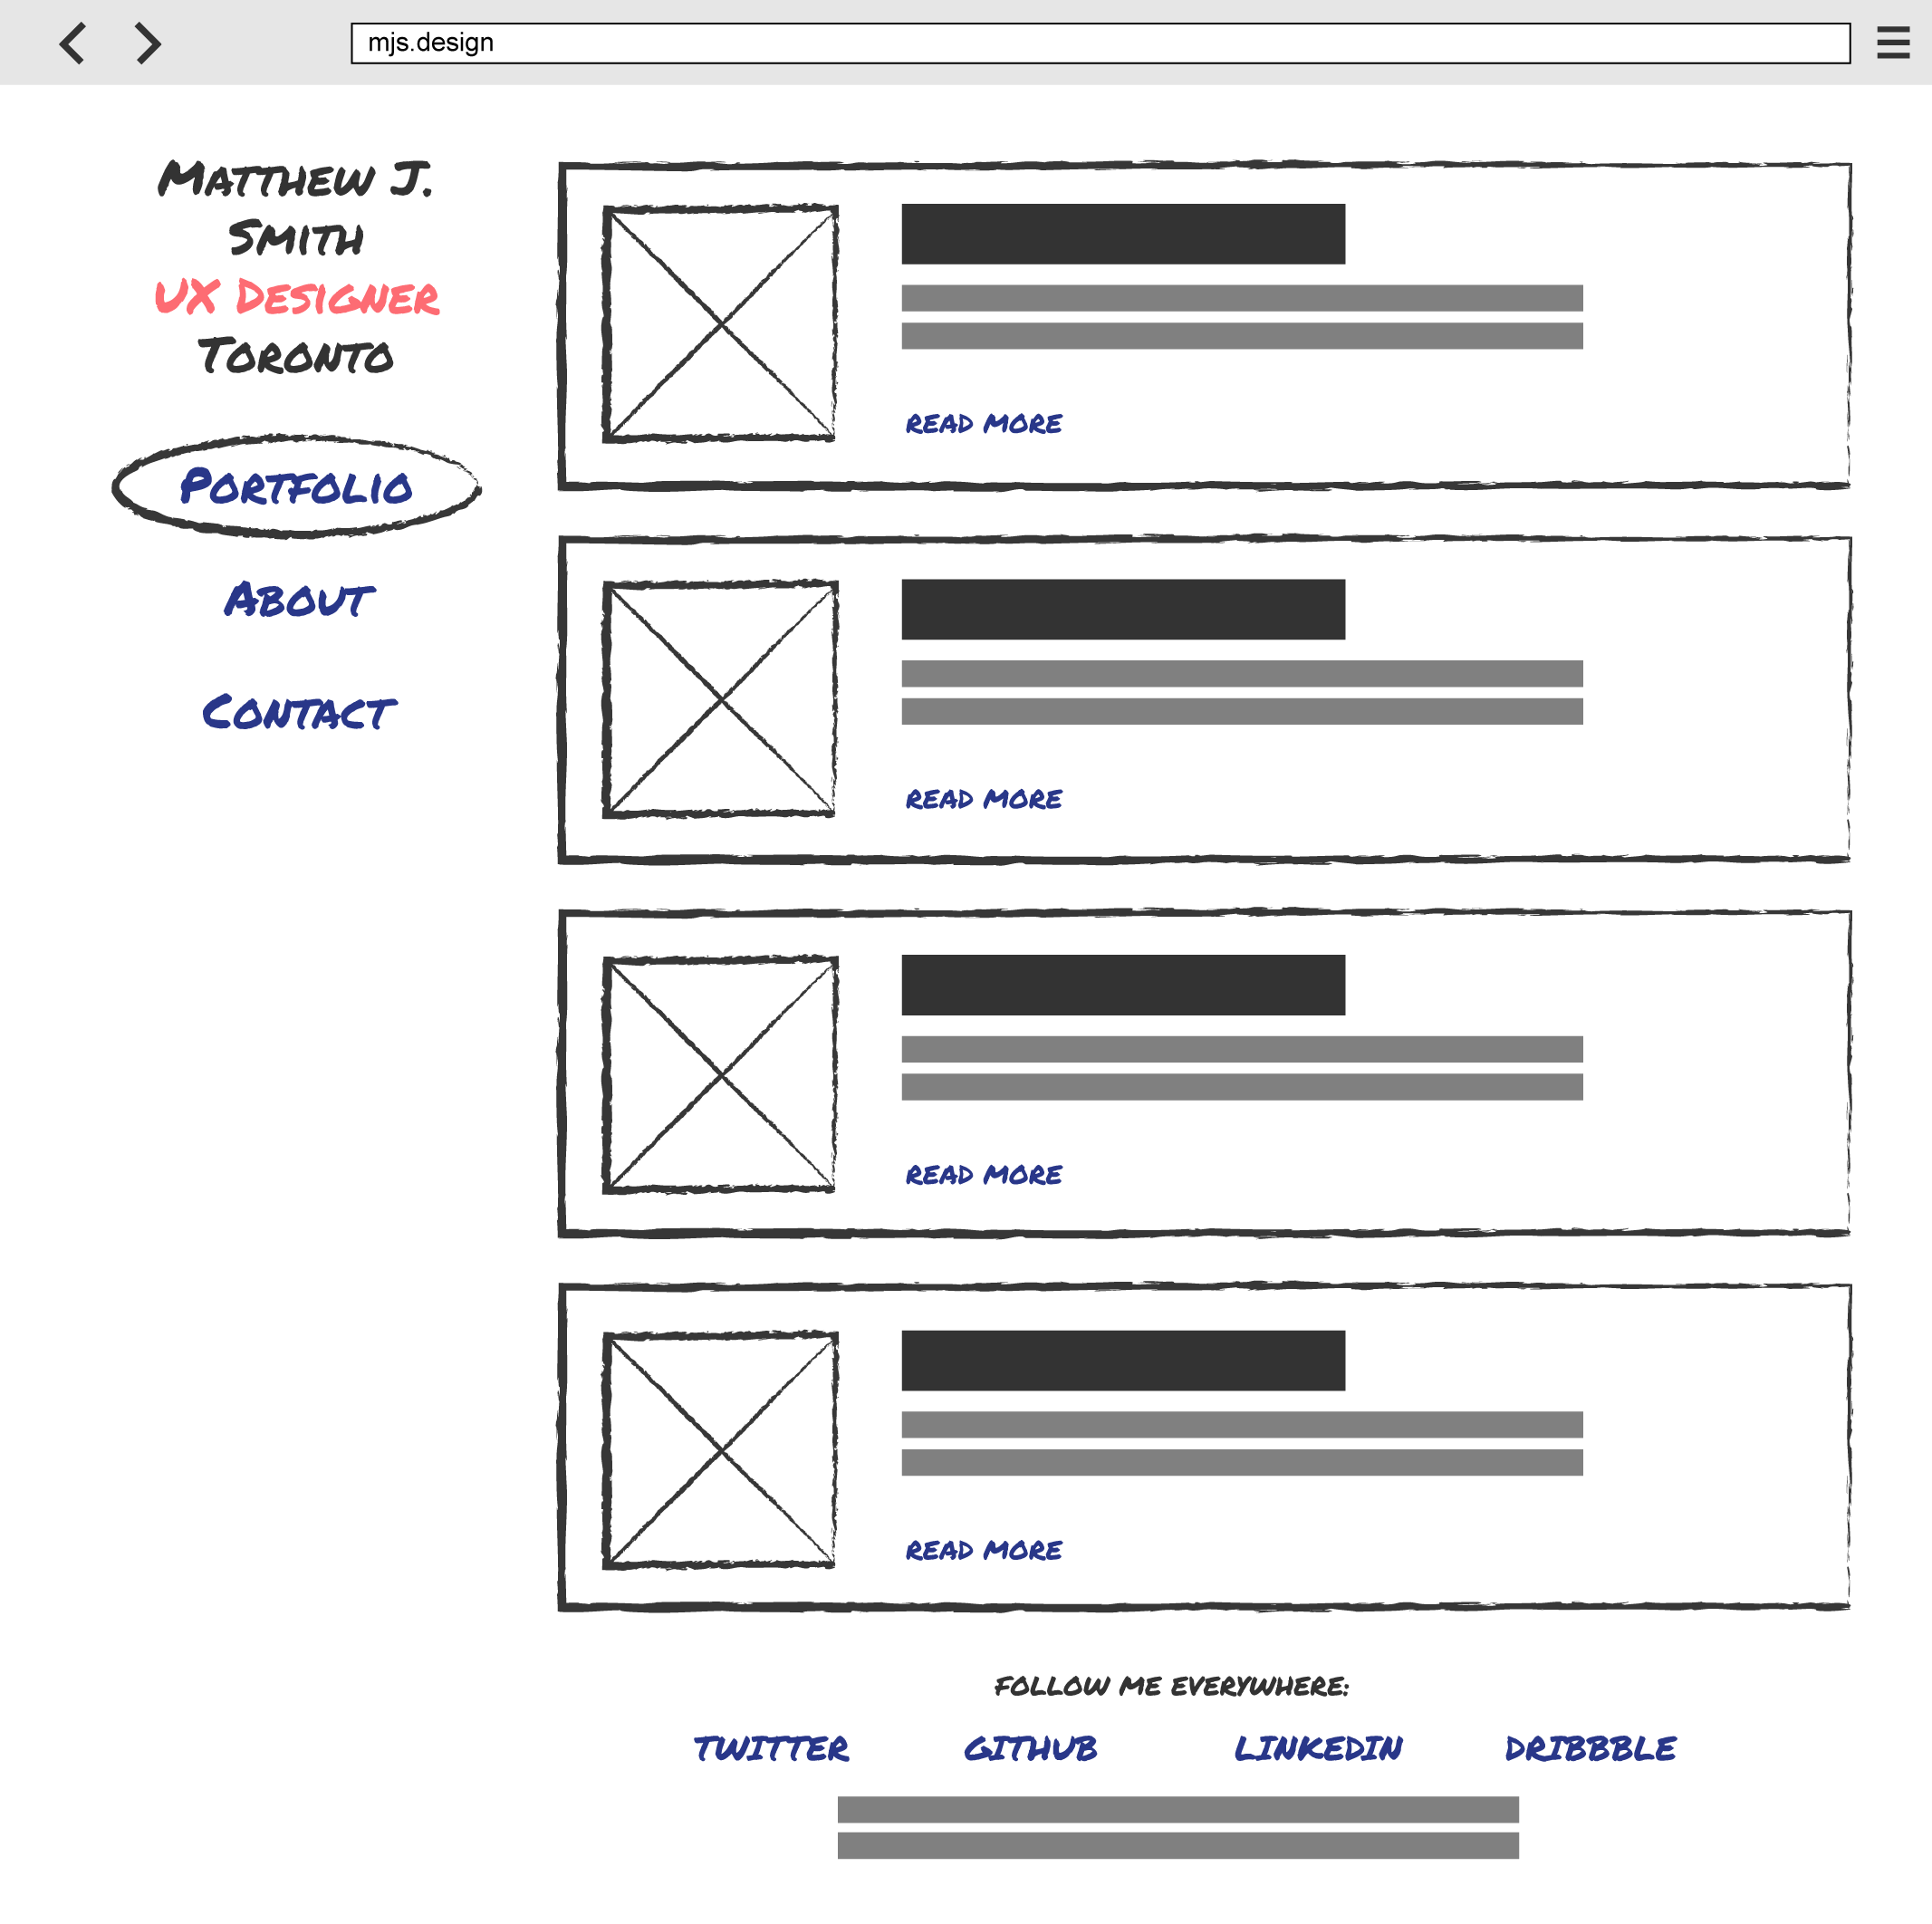 mjs.design
Matthew J.
Smith
UX Designer
Toronto
Portfolio
About
Contact
READ MORE
READ MORE
READ MORE
READ MORE
FOLLOW ME EVERYWHERE:
TWITTER GITHUB LINKEDIN DRIBBBLE